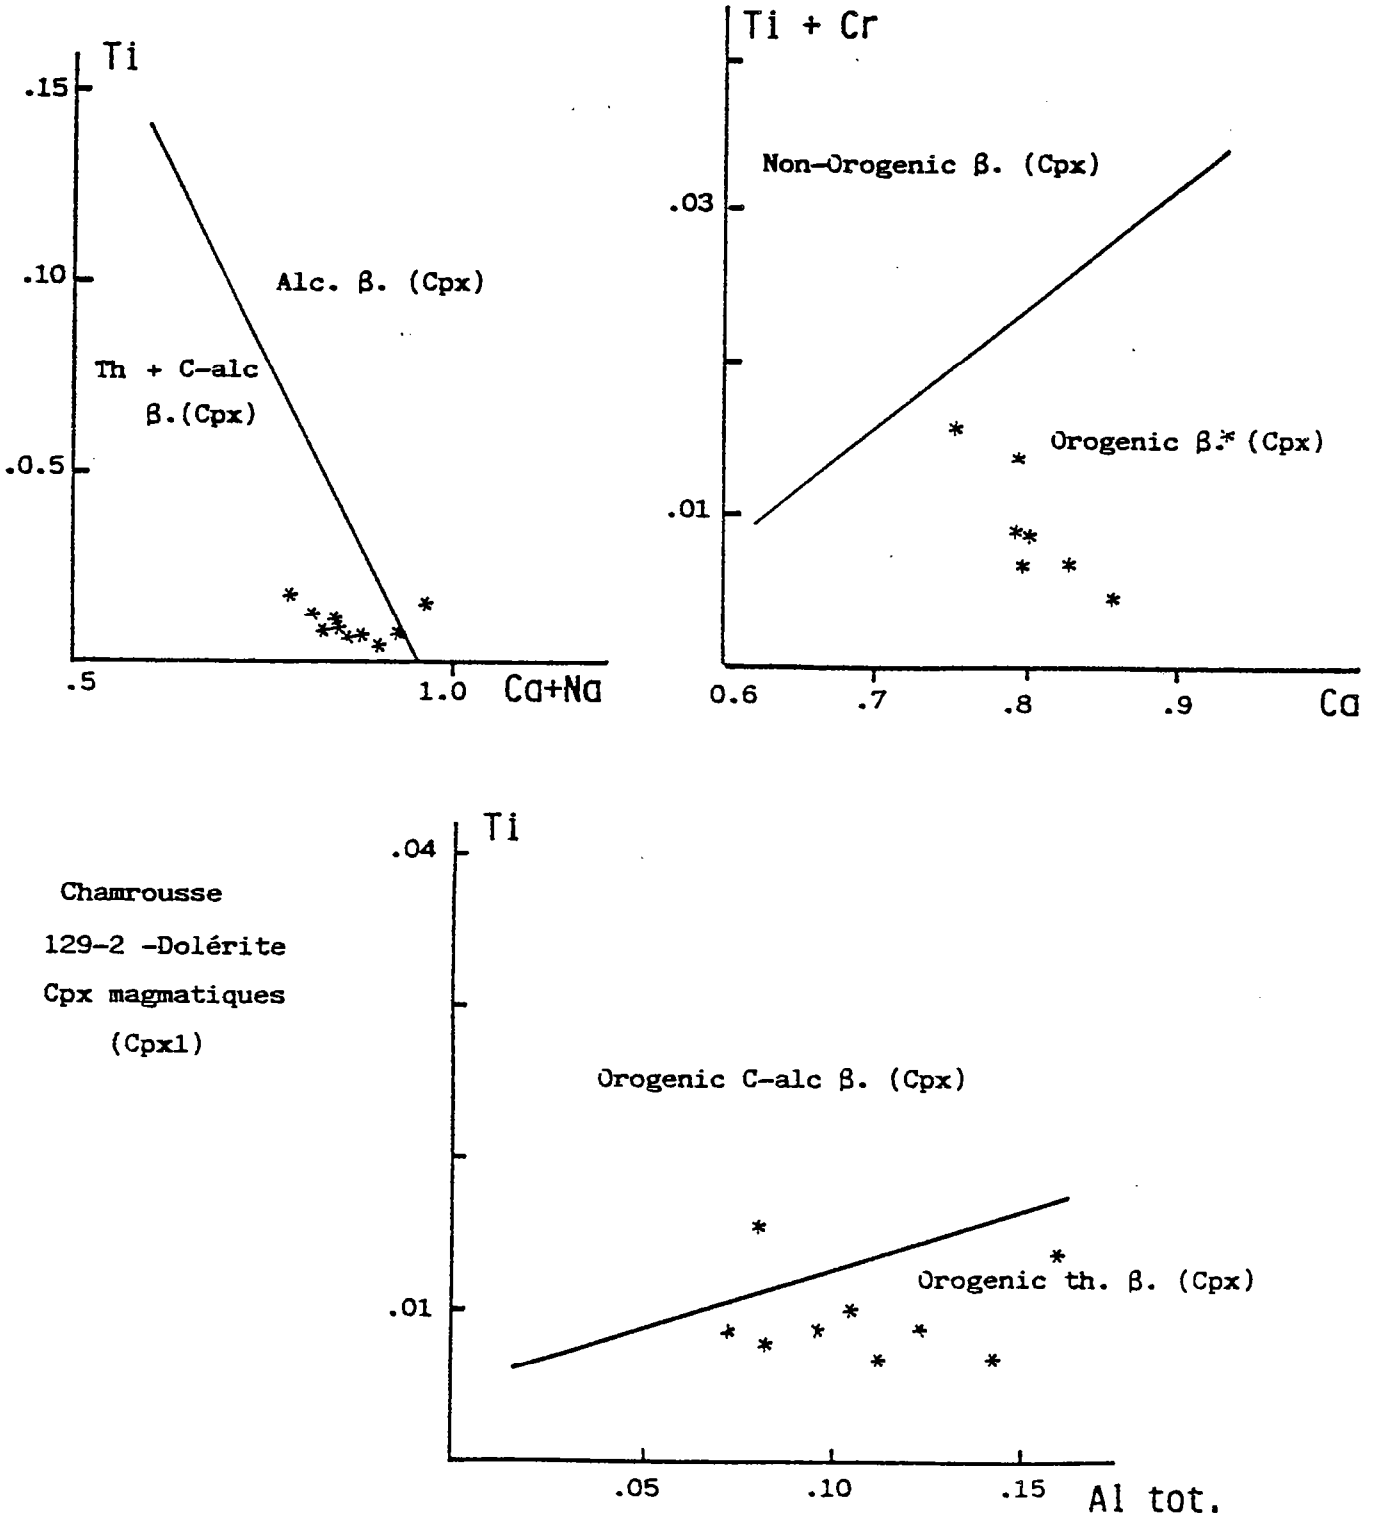 Ti
.15
.10
Alc. β. (Cpx)
Th + C-alc
β.(Cpx)
.0.5
.5
1.0
Ca+Na
Ti + Cr
Non-Orogenic β. (Cpx)
.03
Orogenic β.* (Cpx)
.01
0.6
.7
.8
.9
Ca
Chamrousse
129-2 -Dolérite
Cpx magmatiques
(Cpx1)
Ti
.04
Orogenic C-alc β. (Cpx)
Orogenic th. β. (Cpx)
.01
.05
.10
.15
Al tot.